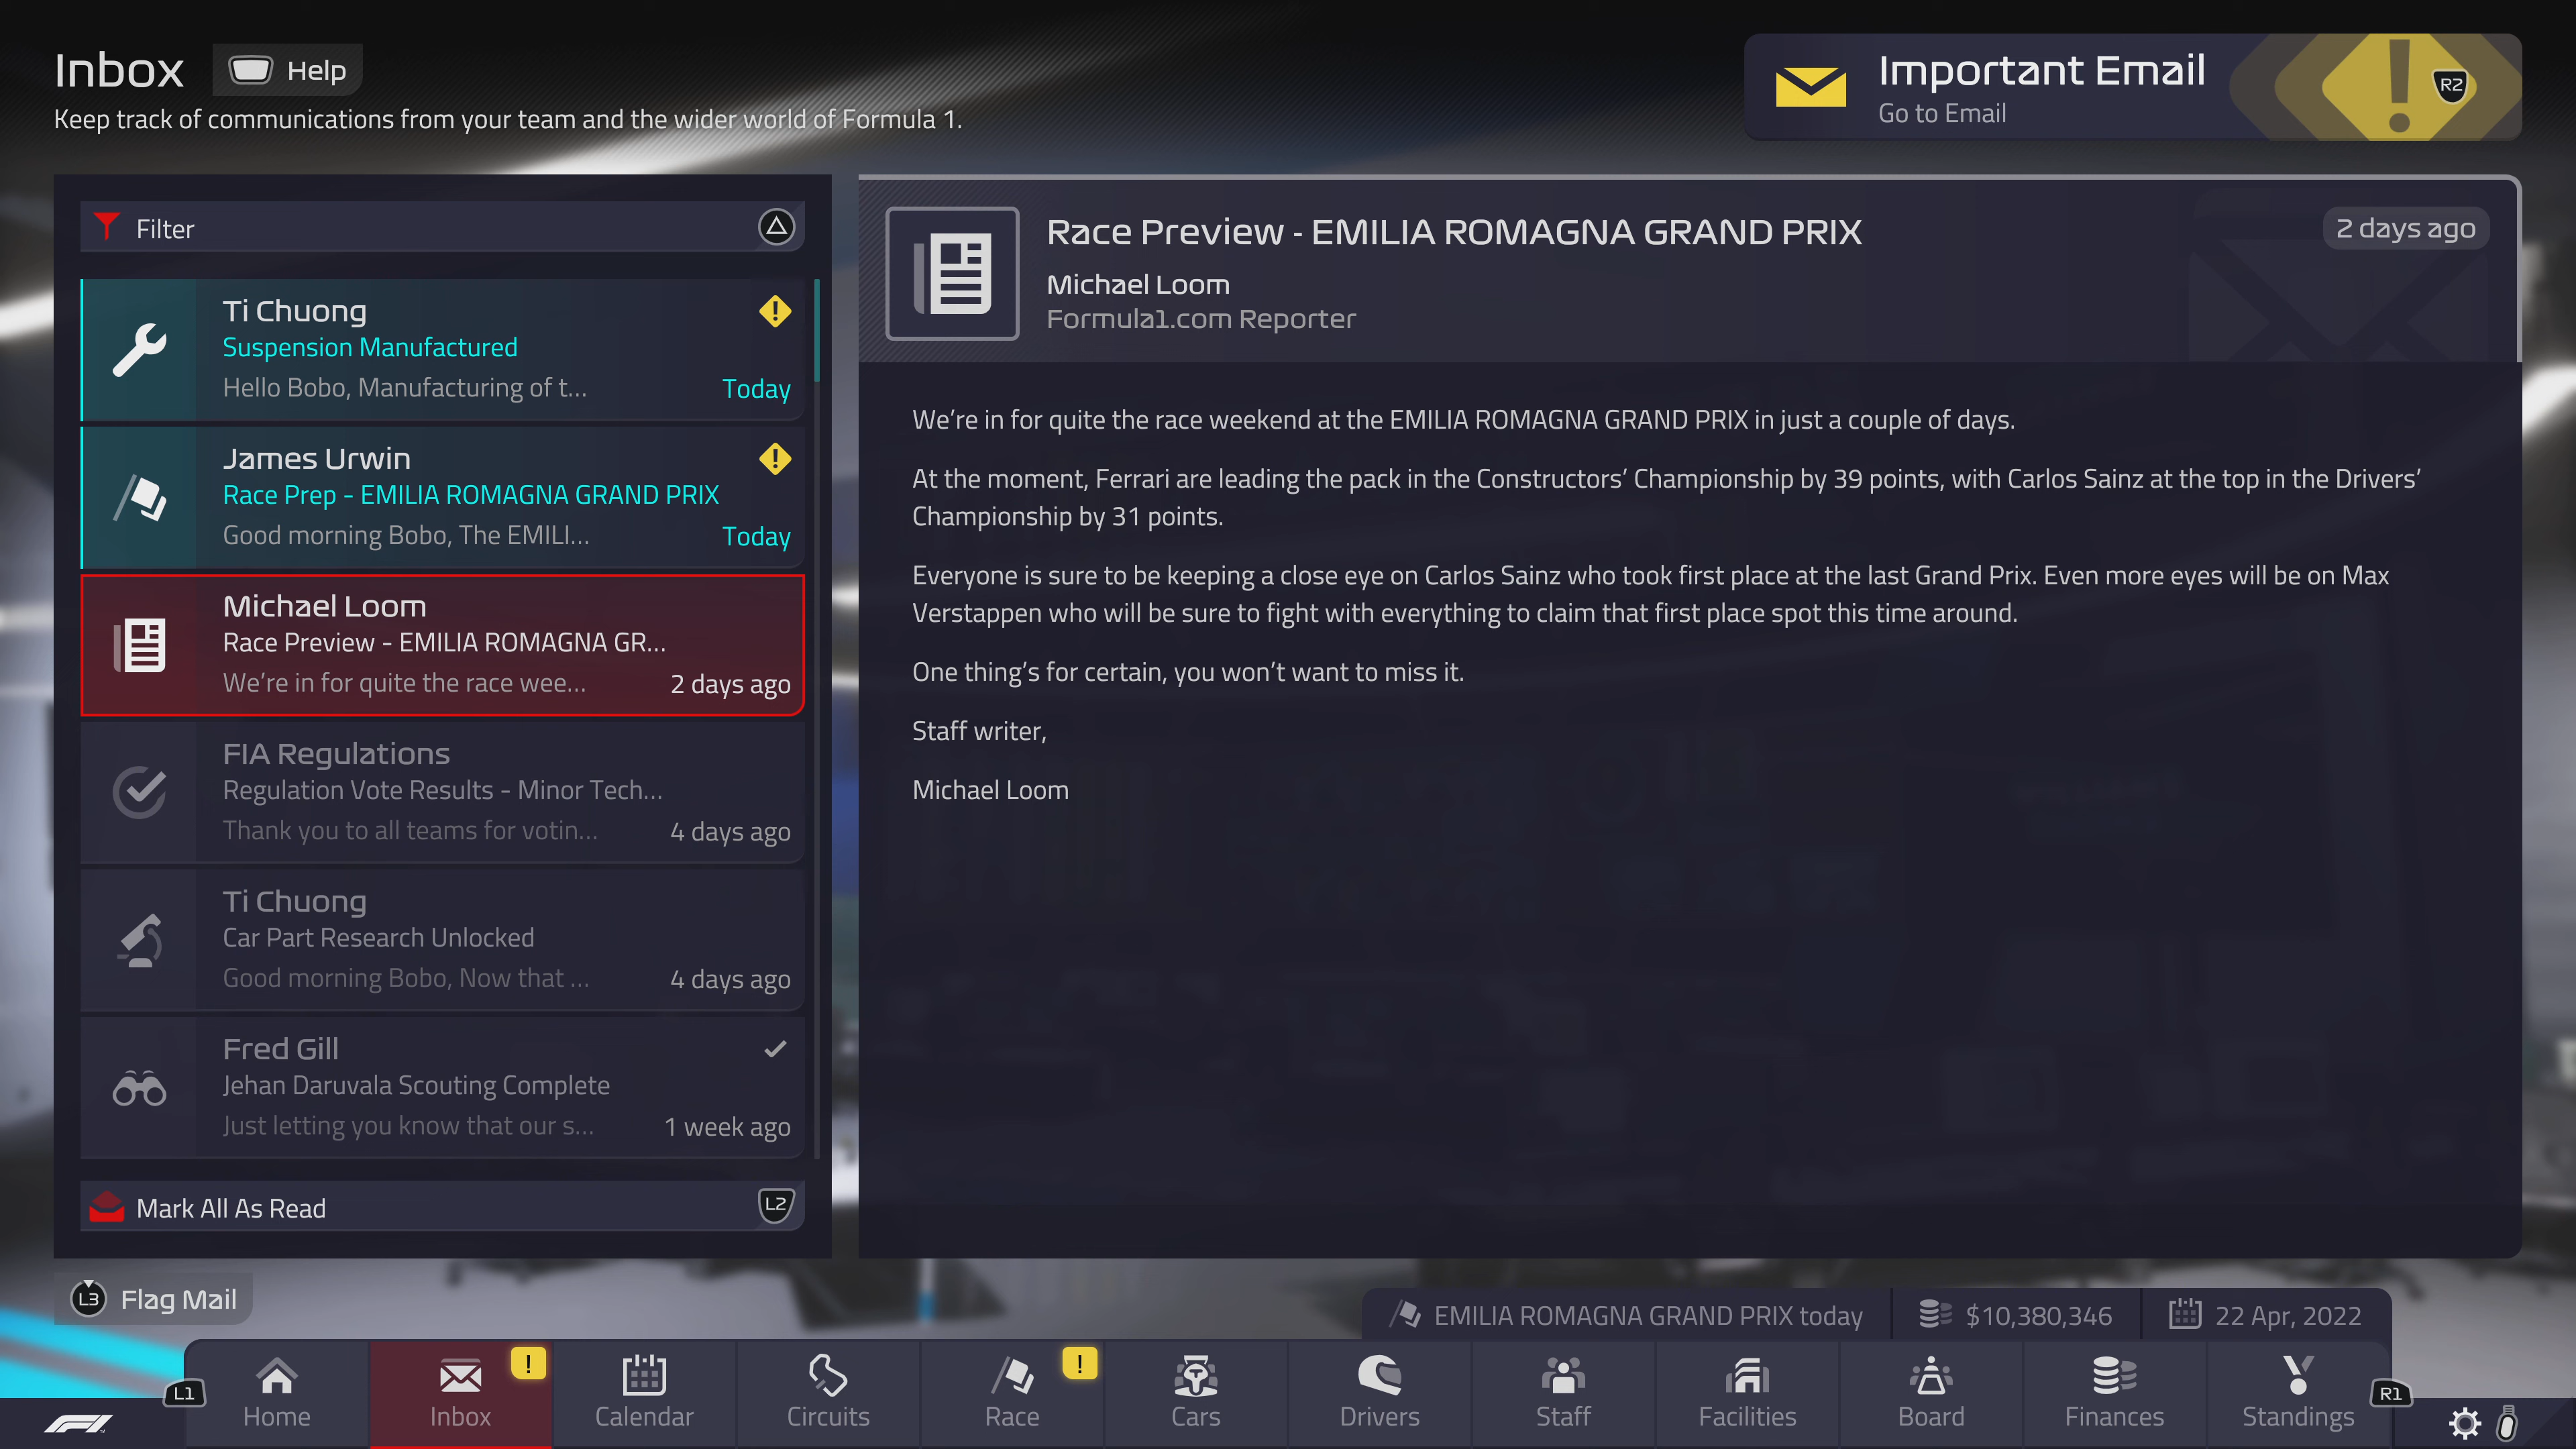 Inbox
Help
Keep track of communications from your team and the wider world of Formula 1.
Important Email
Go to Email
R2
Filter
Ti Chuong
Suspension Manufactured
Hello Bobo, Manufacturing of t...
Today
James Urwin
Race Prep - EMILIA ROMAGNA GRAND PRIX
Good morning Bobo, The EMILI...
Today
Michael Loom
Race Preview - EMILIA ROMAGNA GR...
We're in for quite the race wee...
2 days ago
FIA Regulations
Regulation Vote Results - Minor Tech...
Thank you to all teams for votin...
4 days ago
Ti Chuong
Car Part Research Unlocked
Good morning Bobo, Now that ...
4 days ago
Fred Gill
Jehan Daruvala Scouting Complete
Just letting you know that our s...
1 week ago
Mark All As Read
L2
L3
Flag Mail
Race Preview - EMILIA ROMAGNA GRAND PRIX
2 days ago
Michael Loom
Formula1.com Reporter
We're in for quite the race weekend at the EMILIA ROMAGNA GRAND PRIX in just a couple of days.
At the moment, Ferrari are leading the pack in the Constructors' Championship by 39 points, with Carlos Sainz at the top in the Drivers'
Championship by 31 points.
Everyone is sure to be keeping a close eye on Carlos Sainz who took first place at the last Grand Prix. Even more eyes will be on Max
Verstappen who will be sure to fight with everything to claim that first place spot this time around.
One thing's for certain, you won't want to miss it.
Staff writer,
Michael Loom
EMILIA ROMAGNA GRAND PRIX today
$10,380,346
22 Apr, 2022
L1
Home
Inbox
Calendar
Circuits
Race
Cars
Drivers
Staff
Facilities
Board
Finances
Standings
R1
F1